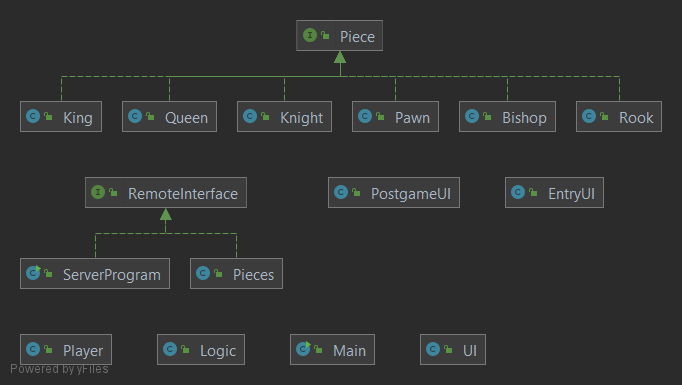 I Piece
C King C Queen C Knight C Pawn C Bishop C Rook
I RemoteInterface C PostgameUI C EntryUI
C ServerProgram C Pieces
C Player C Logic C Main C UI
Powered by yFiles